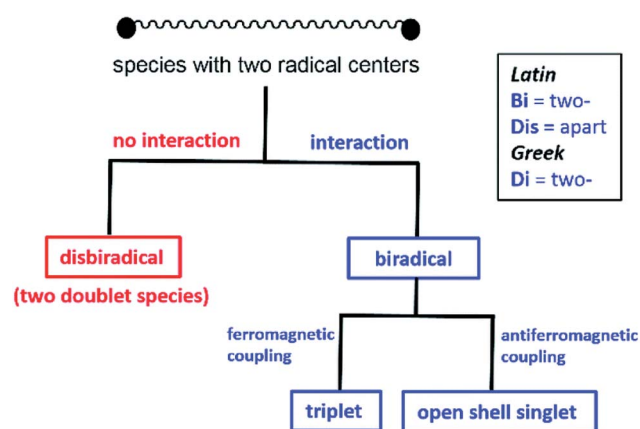 species with two radical centers
Latin
Bi = two-
Dis = apart
Greek
Di = two-
no interaction
interaction
disbiradical
(two doublet species)
biradical
ferromagnetic
coupling
antiferromagnetic
coupling
triplet
open shell singlet